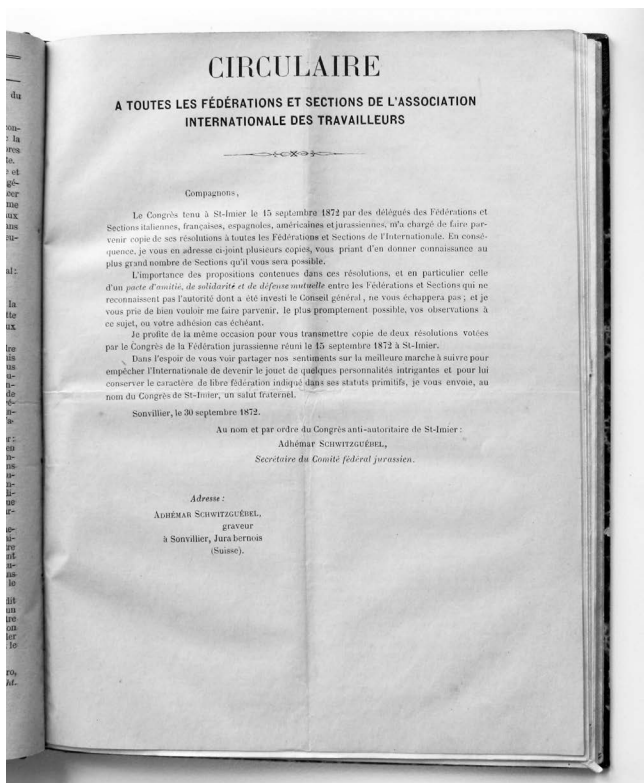 CIRCULAIRE
A TOUTES LES FÉDÉRATIONS ET SECTIONS DE L'ASSOCIATION
INTERNATIONALE DES TRAVAILLEURS
Compagnons,
Le Congrès tenu à St-Imier le 15 septembre 1872 par des délégués des Fédérations et
Sections italiennes, françaises, espagnoles, américaines et jurassiennes, m'a chargé de faire par-
venir copie de ses résolutions à toutes les Fédérations et Sections de l'Internationale. En consé-
quence, je vous en adresse ci-joint plusieurs copies, vous priant d'en donner connaissance au
plus grand nombre de Sections qu'il vous sera possible.
L'importance des propositions contenues dans ces résolutions, et en particulier celle
d'un pacte d'amitié, de solidarité et de défense mutuelle entre les Fédérations et Sections qui ne
reconnaissent pas l'autorité dont a été investi le Conseil général, ne vous échappera pas; et je
vous prie de bien vouloir me faire parvenir, le plus promptement possible, vos observations à
ce sujet, ou votre adhésion cas échéant.
Je profite de la même occasion pour vous transmettre copie de deux résolutions votées
par le Congrès de la Fédération jurassienne réuni le 15 septembre 1872 à St-Imier.
Dans l'espoir de vous voir partager nos sentiments sur la meilleure marche à suivre pour
empêcher l'Internationale de devenir le jouet de quelques personnalités intrigantes et pour lui
conserver le caractère de libre fédération indiqué dans ses statuts primitifs, je vous envoie, au
nom du Congrès de St-Imier, un salut fraternel.
Sonvillier, le 30 septembre 1872.
Au nom et par ordre du Congrès anti-autoritaire de St-Imier:
Adhémar SCHWITZGUÉBEL,
Secrétaire du Comité fédéral jurassien.
Adresse:
ADHÉMAR SCHWITZGUÉBEL,
graveur
à Sonvillier, Jura bernois
(Suisse).